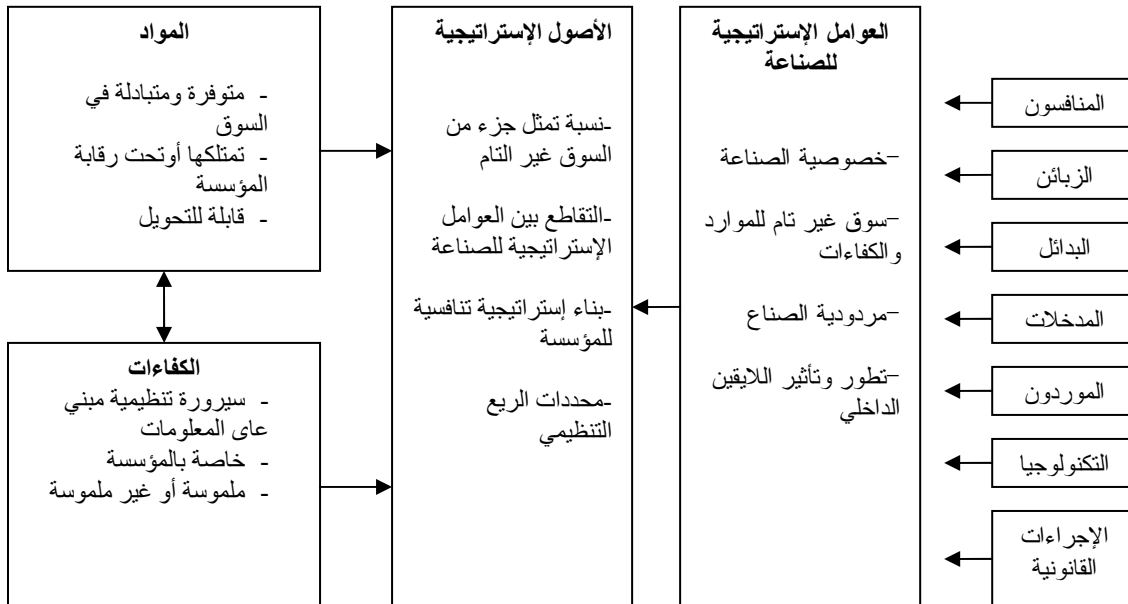 المواد
- متوفرة ومتبادلة في
السوق
- تمتلكها أوتحت رقابة
المؤسسة
- قابلة للتحويل
الكفاءات
- سيرورة تنظيمية مبني
عاى المعلومات
- خاصة بالمؤسسة
- ملموسة أو غير ملموسة
الأصول الإستراتيجية
-نسبة تمثل جزء من
السوق غير التام
-التقاطع بين العوامل
الإستراتيجية للصناعة
-بناء إستراتيجية تنافسية
للمؤسسة
-محددات الريع
التنظيمي
العوامل الإستراتيجية
للصناعة
–خصوصية الصناعة
–سوق غير تام للموارد
والكفاءات
–مردودية الصناع
–تطور وتأثير اللايقين
الداخلي
المنافسون
الزبائن
البدائل
المدخلات
الموردون
التكنولوجيا
الإجراءات
القانونية